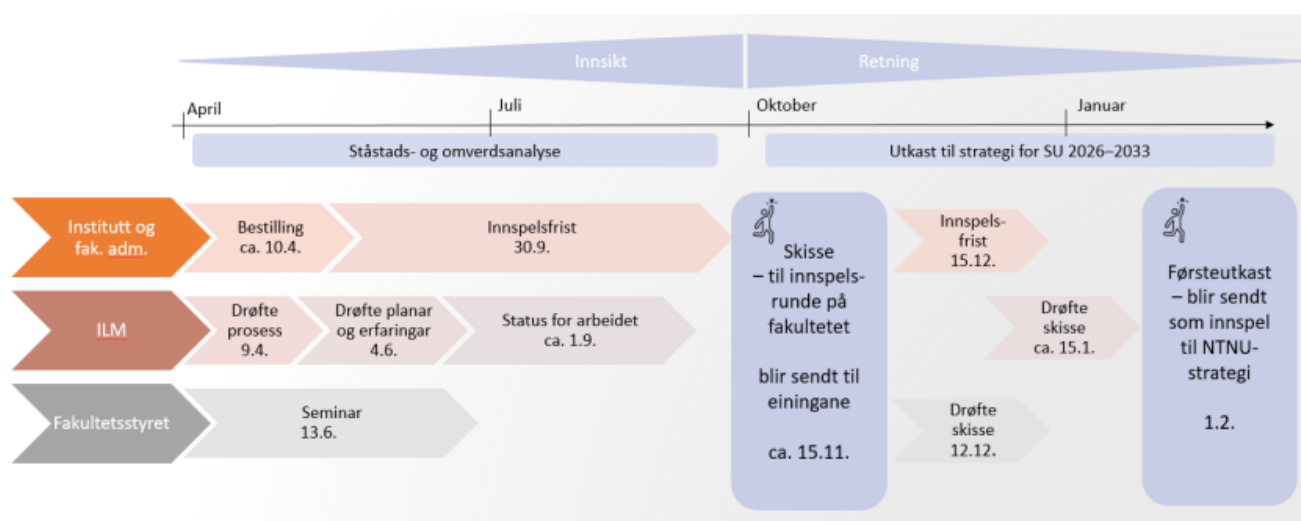 Innsikt
Retning
April
Juli
Oktober
Januar
Ståstads- og omverdsanalyse
Utkast til strategi for SU 2026–2033
Institutt og
fak. adm.
Bestilling
ca. 10.4.
Innspelsfrist
30.9.
Skisse
– til innspels-
runde på
fakultetet
blir sendt til
einingane
ca. 15.11.
Innspels-
frist
15.12.
Førsteutkast
– blir sendt
som innspel
til NTNU-
strategi
1.2.
ILM
Drøfte
prosess
9.4.
Drøfte planar
og erfaringar
4.6.
Status for arbeidet
ca. 1.9.
Drøfte
skisse
ca. 15.1.
Fakultetsstyret
Seminar
13.6.
Drøfte
skisse
12.12.